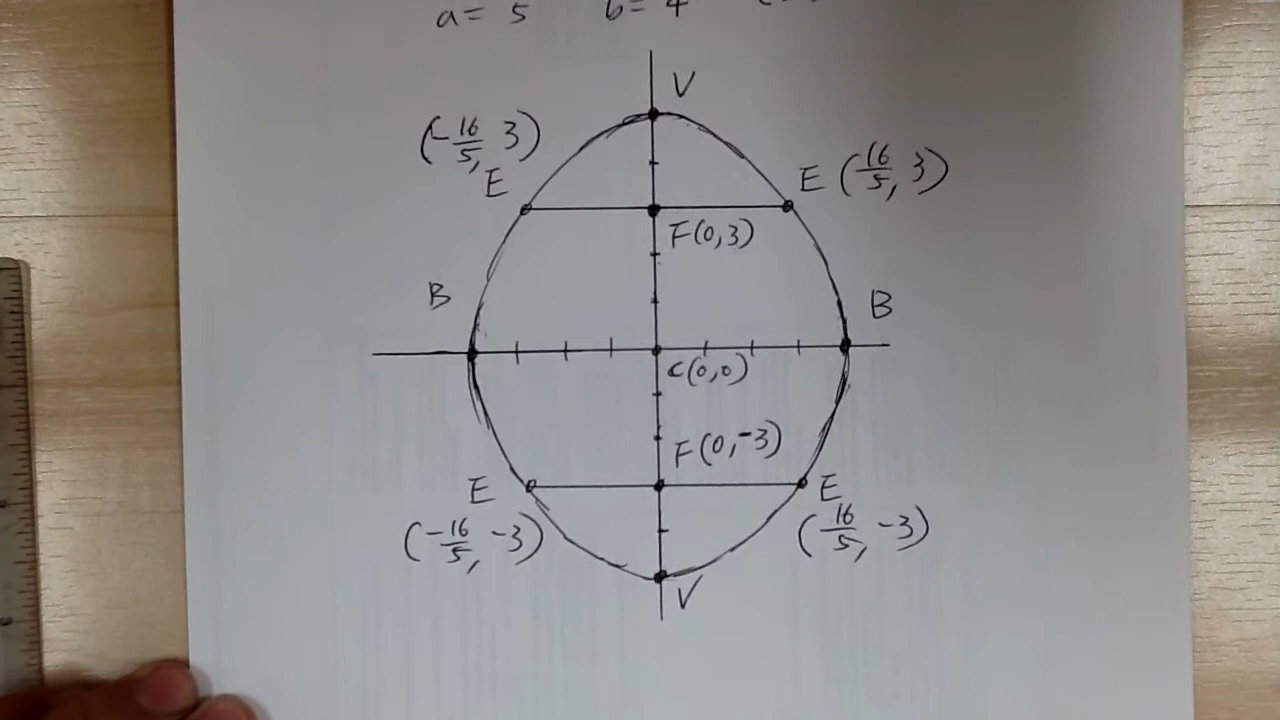 a = 5 b = 4
V
(-16/5, 3)
E
E (16/5, 3)
F(0,3)
B
B
C(0,0)
F(0,-3)
E
(-16/5, -3)
E
(16/5, -3)
V